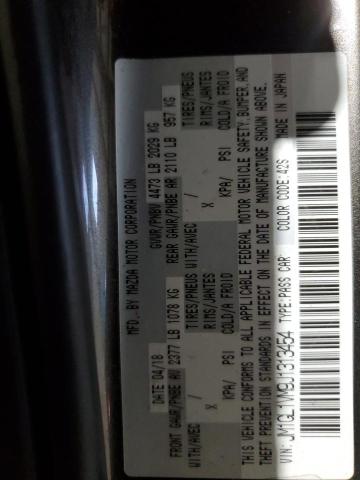 MFD. BY MAZDA MOTOR CORPORATION
DATE 04/18 GVWR/PNBV 4473 LB 2029 KG
FRONT GAWR/PNBE AV 2377 LB 1078 KG REAR GAWR/PNBE AR 2110 LB 957 KG
WITH/AVEC TIRES/PNEUS WITH/AVEC TIRES/PNEUS
/ RIMS/JANTES / RIMS/JANTES
X COLD/A FROID X COLD/A FROID
KPA/ PSI KPA/ PSI
THIS VEHICLE CONFORMS TO ALL APPLICABLE FEDERAL MOTOR VEHICLE SAFETY, BUMPER, AND
THEFT PREVENTION STANDARDS IN EFFECT ON THE DATE OF MANUFACTURE SHOWN ABOVE.
VIN: JM1GL1VM9J1313454 TYPE:PASS CAR MADE IN JAPAN
COLOR CODE:42S